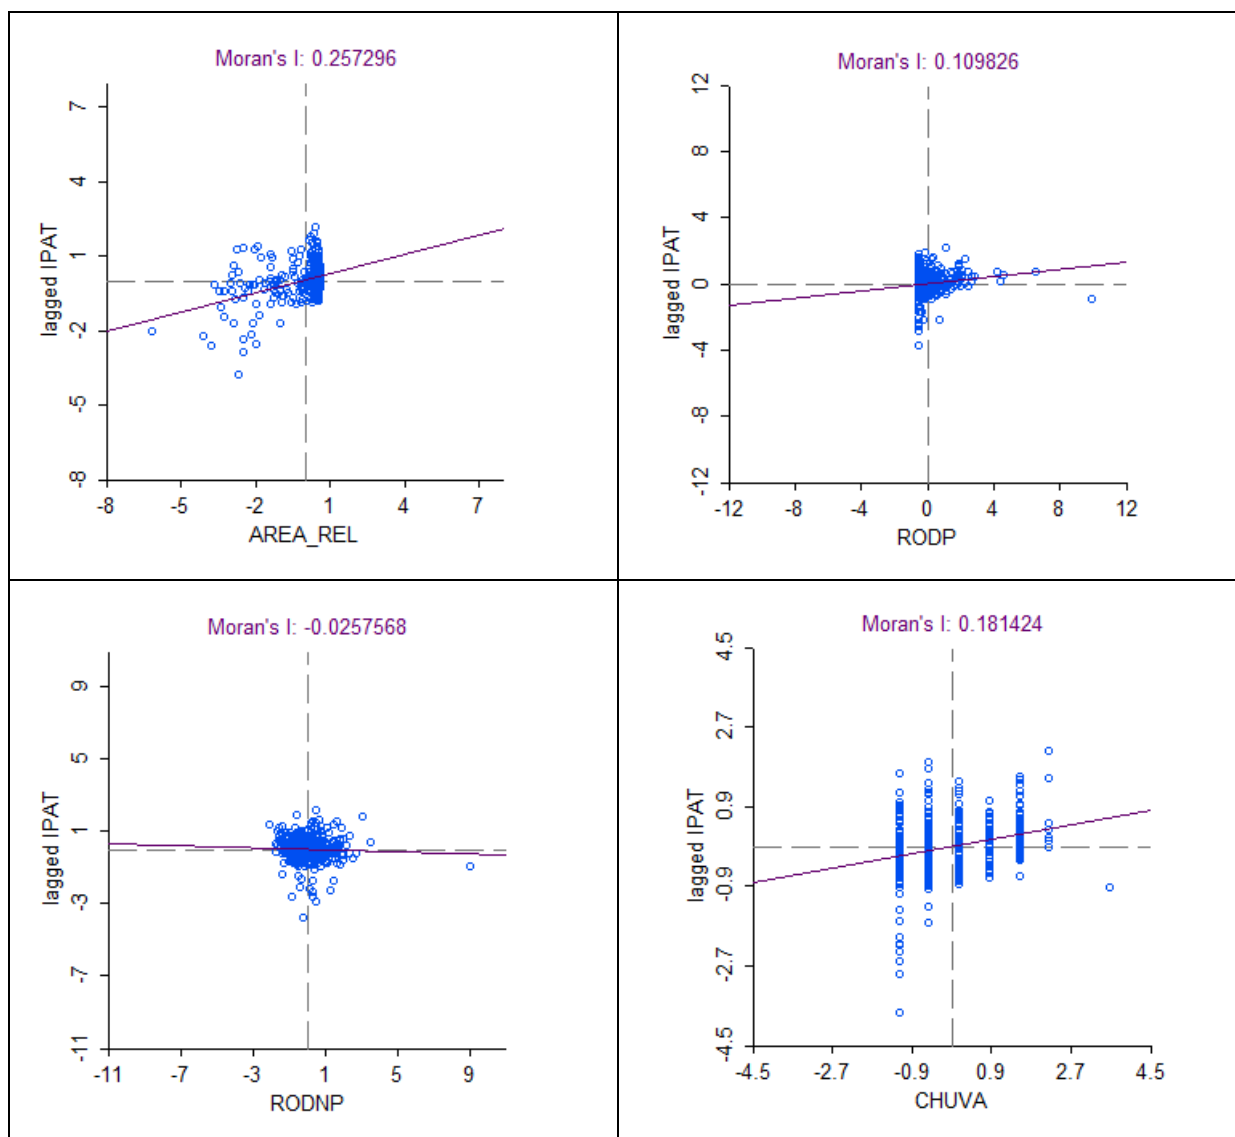 Moran's I: 0.257296
7
4
1
-2
-5
-8
lagged IPAT
-8 -5 -2 1 4 7
AREA_REL
Moran's I: 0.109826
12
8
4
0
-4
-8
-12
lagged IPAT
-12 -8 -4 0 4 8 12
RODP
Moran's I: -0.0257568
9
5
1
-3
-7
-11
lagged IPAT
-11 -7 -3 1 5 9
RODNP
Moran's I: 0.181424
4.5
2.7
0.9
-0.9
-2.7
-4.5
lagged IPAT
-4.5 -2.7 -0.9 0.9 2.7 4.5
CHUVA